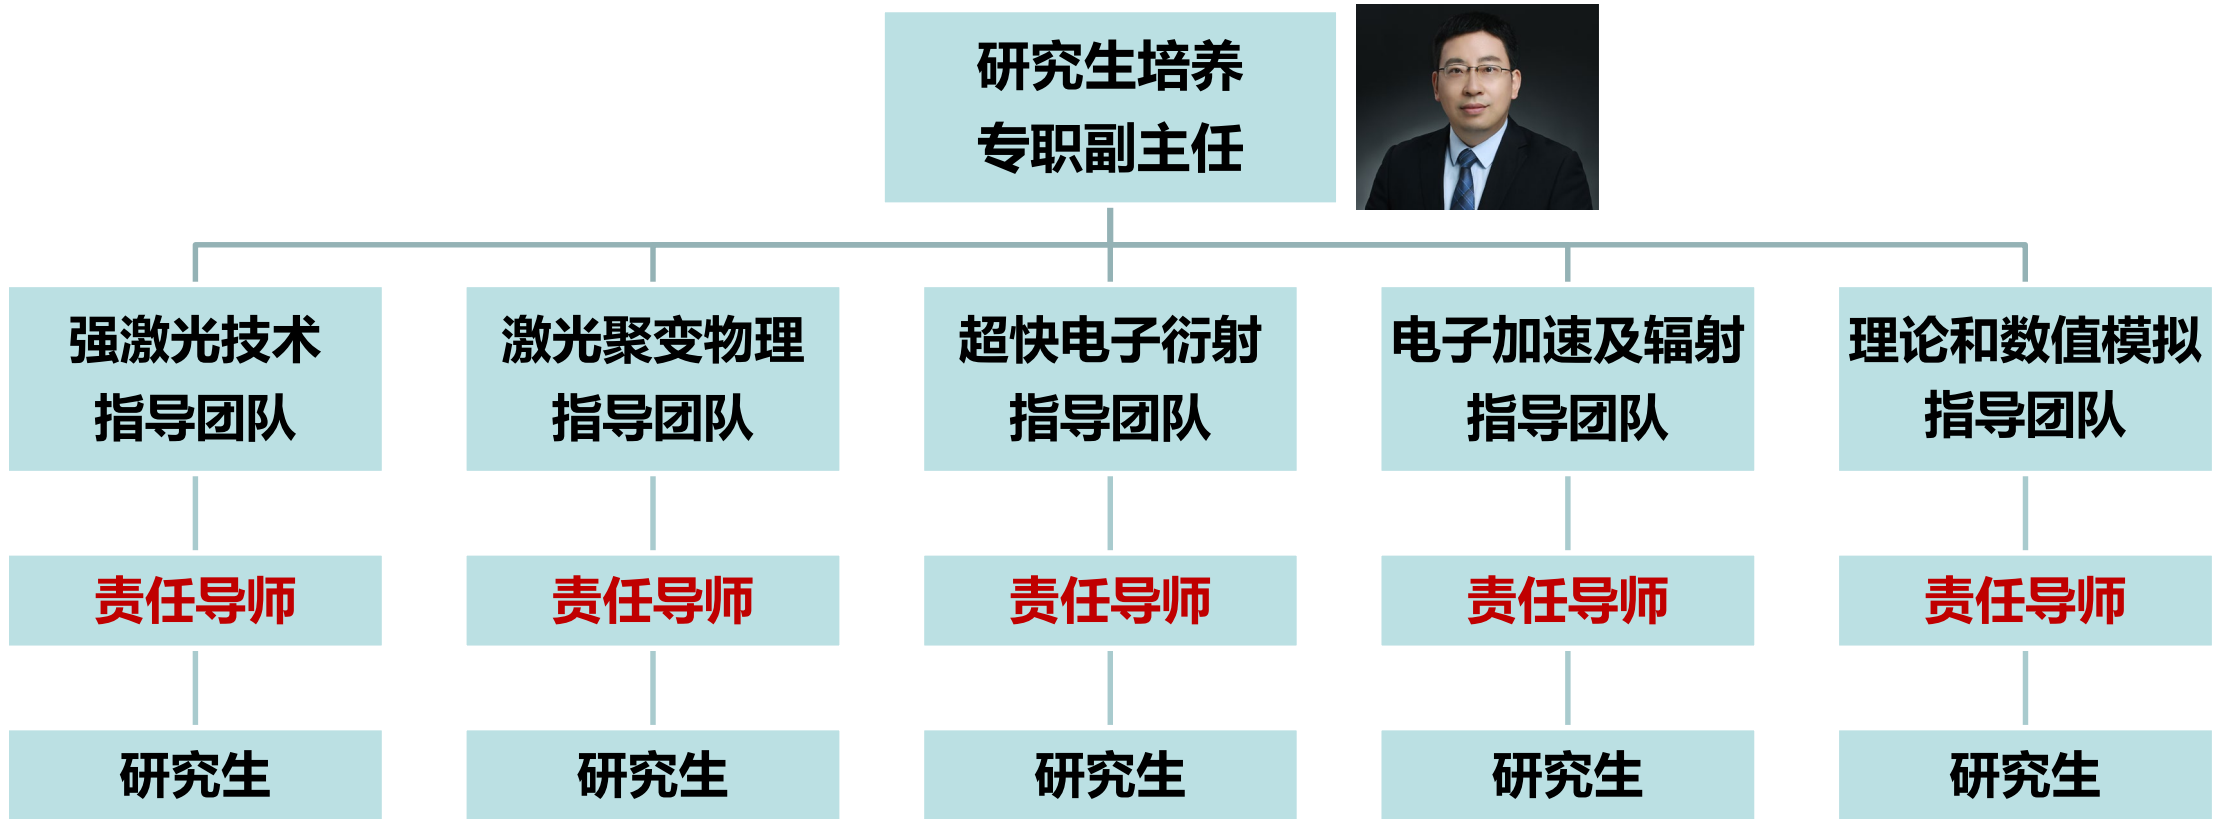 研究生培养
专职副主任
强激光技术
指导团队
激光聚变物理
指导团队
超快电子衍射
指导团队
电子加速及辐射
指导团队
理论和数值模拟
指导团队
责任导师
责任导师
责任导师
责任导师
责任导师
研究生
研究生
研究生
研究生
研究生